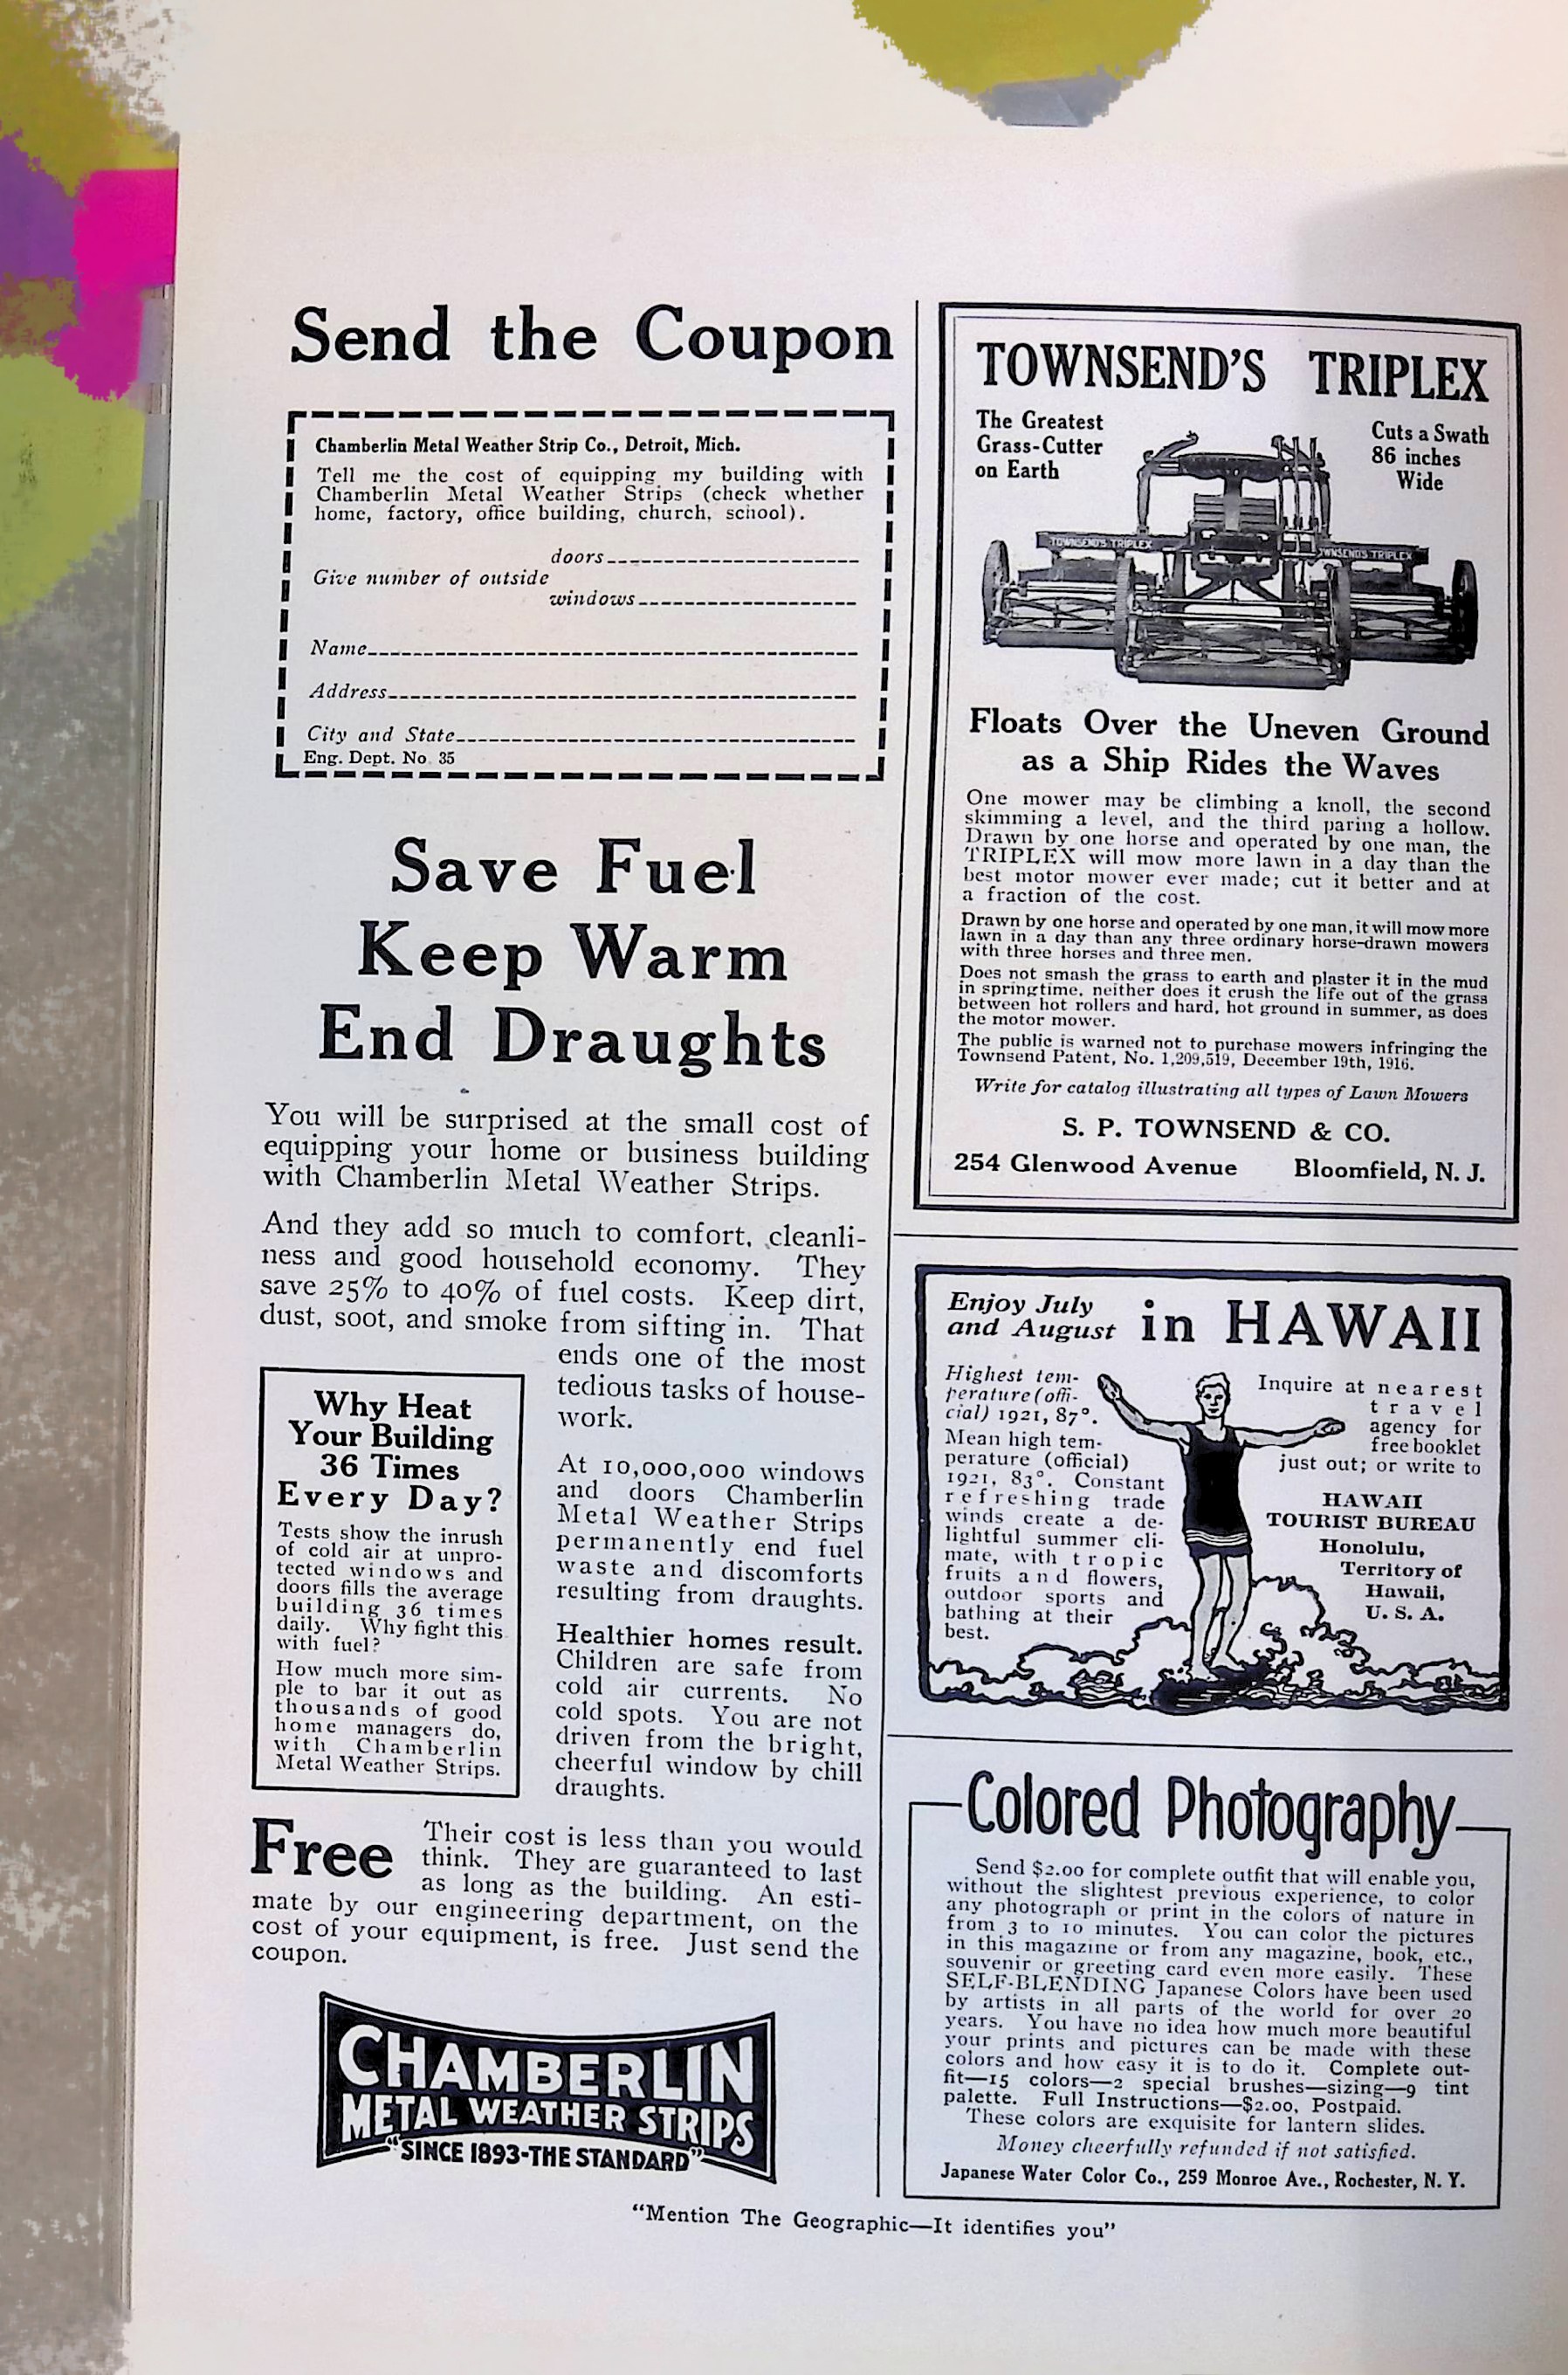 Send the Coupon
Chamberlin Metal Weather Strip Co., Detroit, Mich.
Tell me the cost of equipping my building with
Chamberlin Metal Weather Strips (check whether
home, factory, office building, church, school).
doors
Give number of outside
windows
Name
Address
City and State
Eng. Dept. No. 35
Save Fuel
Keep Warm
End Draughts
You will be surprised at the small cost of
equipping your home or business building
with Chamberlin Metal Weather Strips.
And they add so much to comfort, cleanli-
ness and good household economy. They
save 25% to 40% of fuel costs. Keep dirt,
dust, soot, and smoke from sifting in. That
ends one of the most
tedious tasks of house-
work.
At 10,000,000 windows
and doors Chamberlin
Metal Weather Strips
permanently end fuel
waste and discomforts
resulting from draughts.
Healthier homes result.
Children are safe from
cold air currents. No
cold spots. You are not
driven from the bright,
cheerful window by chill
draughts.
Why Heat
Your Building
36 Times
Every Day?
Tests show the inrush
of cold air at unpro-
tected windows and
doors fills the average
building 36 times
daily. Why fight this
with fuel?
How much more sim-
ple to bar it out as
thousands of good
home managers do,
with Chamberlin
Metal Weather Strips.
Free Their cost is less than you would
think. They are guaranteed to last
as long as the building. An esti-
mate by our engineering department, on the
cost of your equipment, is free. Just send the
coupon.
CHAMBERLIN
METAL WEATHER STRIPS
"SINCE 1893-THE STANDARD"
TOWNSEND'S TRIPLEX
The Greatest
Grass-Cutter
on Earth
Cuts a Swath
86 inches
Wide
TOWNSEND'S TRIPLEX
WNSEND'S TRIPLEX
Floats Over the Uneven Ground
as a Ship Rides the Waves
One mower may be climbing a knoll, the second
skimming a level, and the third paring a hollow.
Drawn by one horse and operated by one man, the
TRIPLEX will mow more lawn in a day than the
best motor mower ever made; cut it better and at
a fraction of the cost.
Drawn by one horse and operated by one man, it will mow more
lawn in a day than any three ordinary horse-drawn mowers
with three horses and three men.
Does not smash the grass to earth and plaster it in the mud
in springtime, neither does it crush the life out of the grass
between hot rollers and hard, hot ground in summer, as does
the motor mower.
The public is warned not to purchase mowers infringing the
Townsend Patent, No. 1,209,519, December 19th, 1916.
Write for catalog illustrating all types of Lawn Mowers
S. P. TOWNSEND & CO.
254 Glenwood Avenue Bloomfield, N. J.
Enjoy July
and August in HAWAII
Highest tem-
perature (offi-
cial) 1921, 87°.
Mean high tem-
perature (official)
1921, 83°. Constant
refreshing trade
winds create a de-
lightful summer cli-
mate, with tropic
fruits and flowers,
outdoor sports and
bathing at their
best.
Inquire at nearest
travel
agency for
free booklet
just out; or write to
HAWAII
TOURIST BUREAU
Honolulu,
Territory of
Hawaii,
U. S. A.
Colored Photography
Send $2.00 for complete outfit that will enable you,
without the slightest previous experience, to color
any photograph or print in the colors of nature in
from 3 to 10 minutes. You can color the pictures
in this magazine or from any magazine, book, etc.,
souvenir or greeting card even more easily. These
SELF-BLENDING Japanese Colors have been used
by artists in all parts of the world for over 20
years. You have no idea how much more beautiful
your prints and pictures can be made with these
colors and how easy it is to do it. Complete out-
fit—15 colors—2 special brushes—sizing—9 tint
palette. Full Instructions—$2.00, Postpaid.
These colors are exquisite for lantern slides.
Money cheerfully refunded if not satisfied.
Japanese Water Color Co., 259 Monroe Ave., Rochester, N. Y.
"Mention The Geographic—It identifies you"